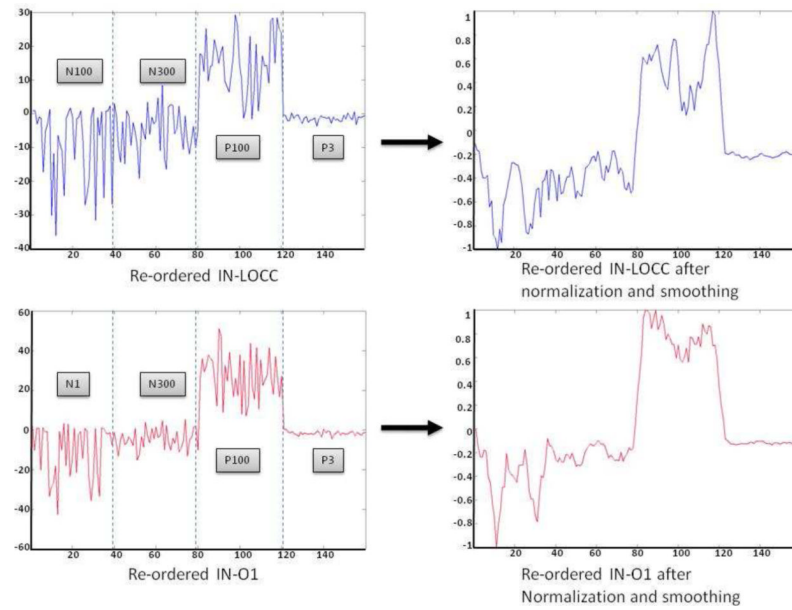 30
20
10
0
-10
-20
-30
40
N100
N300
P100
P3
20 40 60 80 100 120 140
Re-ordered IN-LOCC
1
0.8
0.6
0.4
0.2
0
-0.2
-0.4
-0.6
-0.8
-1
20 40 60 80 100 120 140
Re-ordered IN-LOCC after
normalization and smoothing
60
40
20
0
-20
-40
-60
N1
N300
P100
P3
20 40 60 80 100 120 140
Re-ordered IN-O1
1
0.8
0.6
0.4
0.2
0
-0.2
-0.4
-0.6
-0.8
-1
20 40 60 80 100 120 140
Re-ordered IN-O1 after
Normalization and smoothing